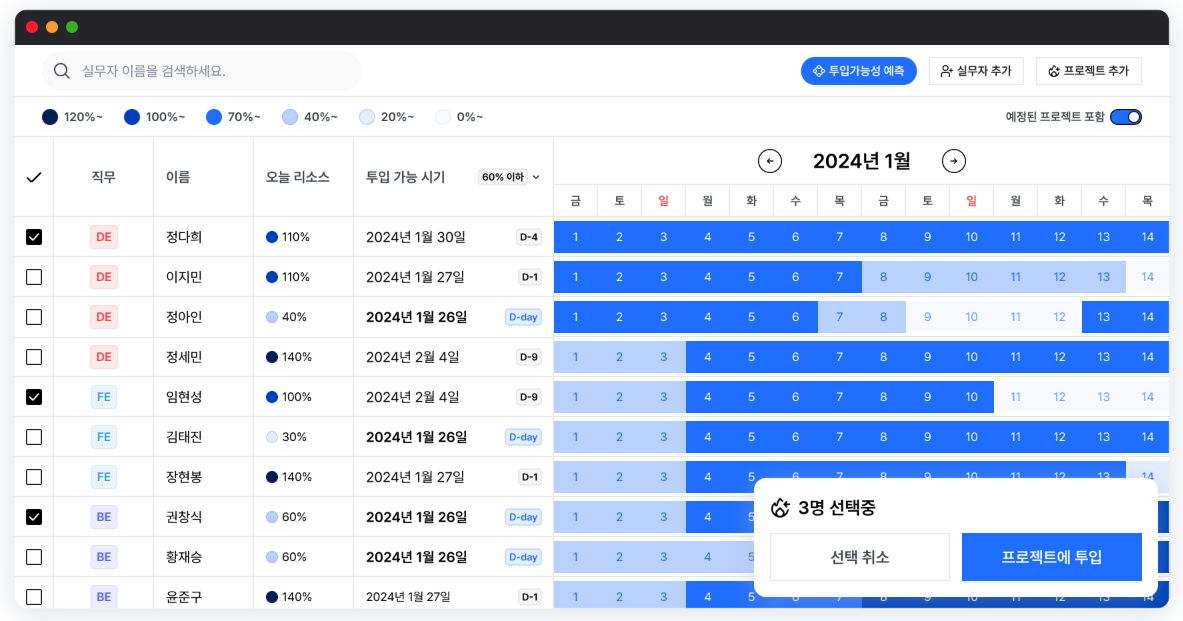 실무자 이름을 검색하세요.
투입가능성 예측
실무자 추가
프로젝트 추가
120%~ 100%~ 70%~ 40%~ 20%~ 0%~
예정된 프로젝트 포함
직무 이름 오늘 리소스 투입 가능 시기 60% 이하
2024년 1월
금 토 일 월 화 수 목 금 토 일 월 화 수 목
DE 정다희 110% 2024년 1월 30일 D-4 1 2 3 4 5 6 7 8 9 10 11 12 13 14
DE 이지민 110% 2024년 1월 27일 D-1 1 2 3 4 5 6 7 8 9 10 11 12 13 14
DE 정아인 40% 2024년 1월 26일 D-day 1 2 3 4 5 6 7 8 9 10 11 12 13 14
DE 정세민 140% 2024년 2월 4일 D-9 1 2 3 4 5 6 7 8 9 10 11 12 13 14
FE 임현성 100% 2024년 2월 4일 D-9 1 2 3 4 5 6 7 8 9 10 11 12 13 14
FE 김태진 30% 2024년 1월 26일 D-day 1 2 3 4 5 6 7 8 9 10 11 12 13 14
FE 장현봉 140% 2024년 1월 27일 D-1 1 2 3 4 5 6 7 8 9 10 11 12 13 14
BE 권창식 60% 2024년 1월 26일 D-day 1 2 3 4 5
BE 황재승 60% 2024년 1월 26일 D-day 1 2 3 4 5
BE 윤준구 140% 2024년 1월 27일 D-1 1 2 3 4 5 6 7 8 9 10 11 12 13 14
3명 선택중
선택 취소
프로젝트에 투입